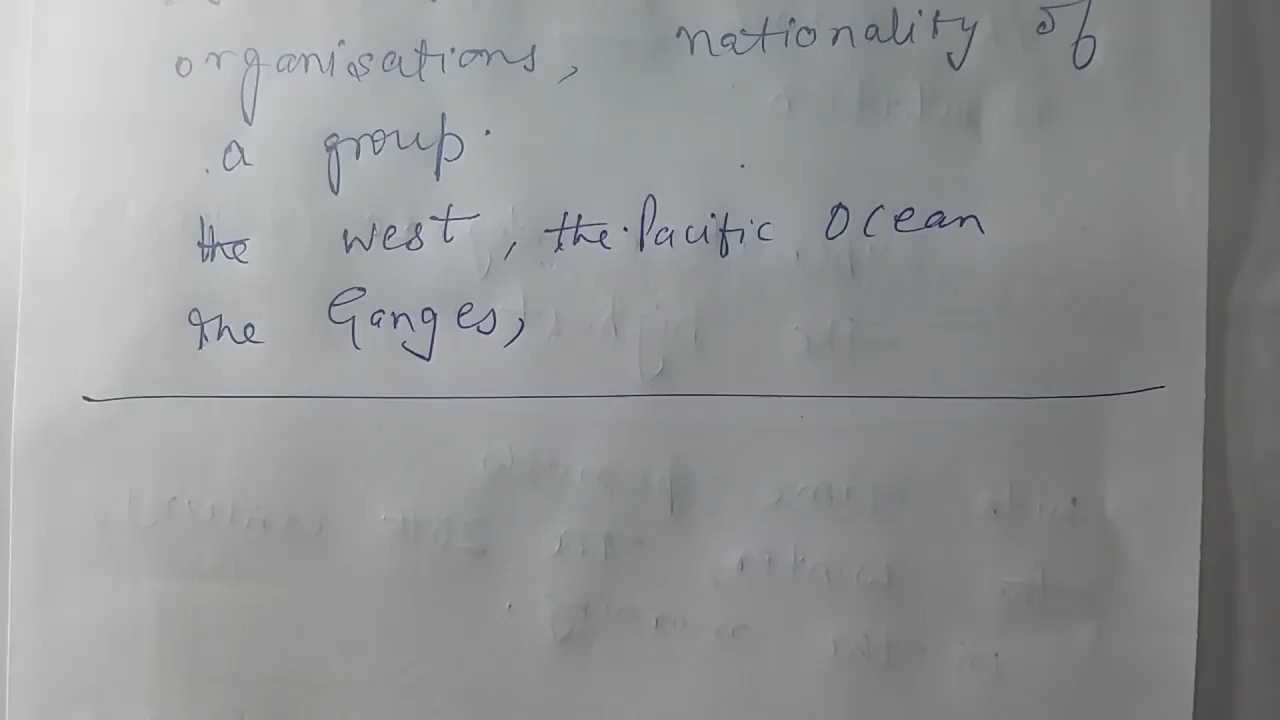 organisations, nationality of
a group.
the west, the Pacific Ocean
The Ganges,